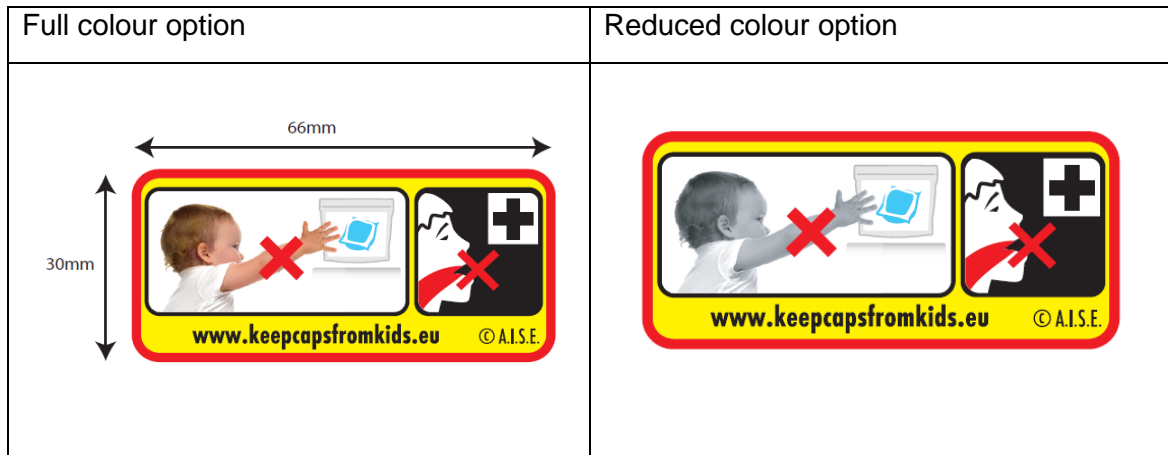 Full colour option
Reduced colour option
66mm
30mm
www.keepcapsfromkids.eu © A.I.S.E.
www.keepcapsfromkids.eu © A.I.S.E.